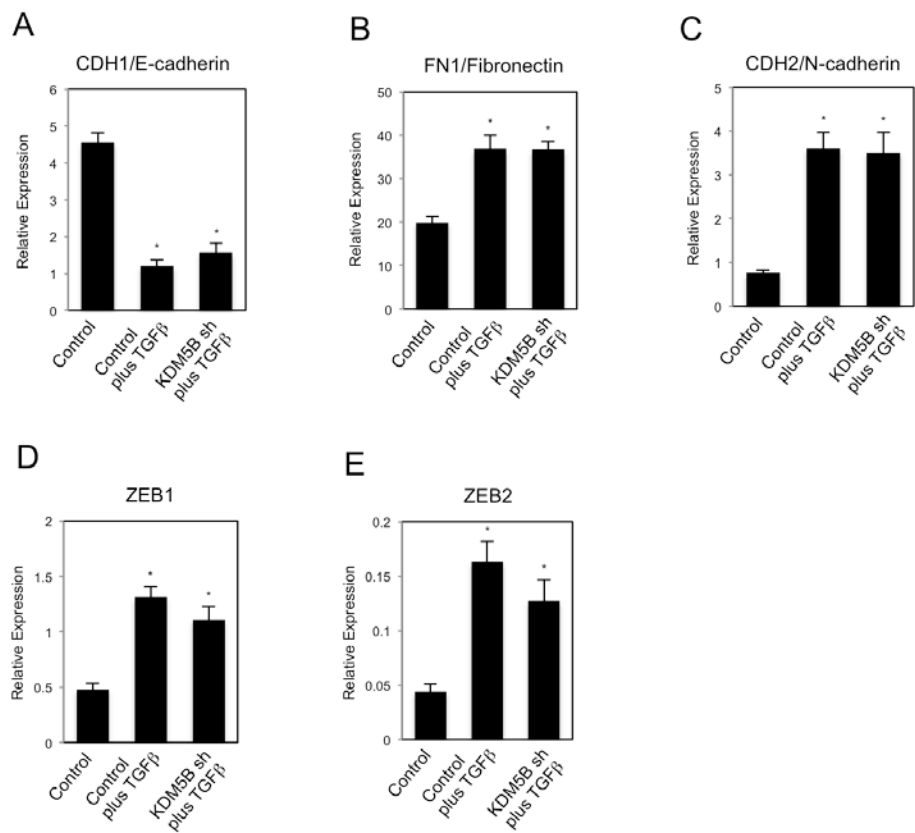 A
CDH1/E-cadherin
Relative Expression
6
5
4
3
2
1
0
Control
Control
plus TGFβ
KDM5B sh
plus TGFβ
*
*
B
FN1/Fibronectin
Relative Expression
50
40
30
20
10
0
Control
Control
plus TGFβ
KDM5B sh
plus TGFβ
*
*
C
CDH2/N-cadherin
Relative Expression
5
4
3
2
1
0
Control
Control
plus TGFβ
KDM5B sh
plus TGFβ
*
*
D
ZEB1
Relative Expression
2
1.5
1
0.5
0
Control
Control
plus TGFβ
KDM5B sh
plus TGFβ
*
*
E
ZEB2
Relative Expression
0.2
0.15
0.1
0.05
0
Control
Control
plus TGFβ
KDM5B sh
plus TGFβ
*
*